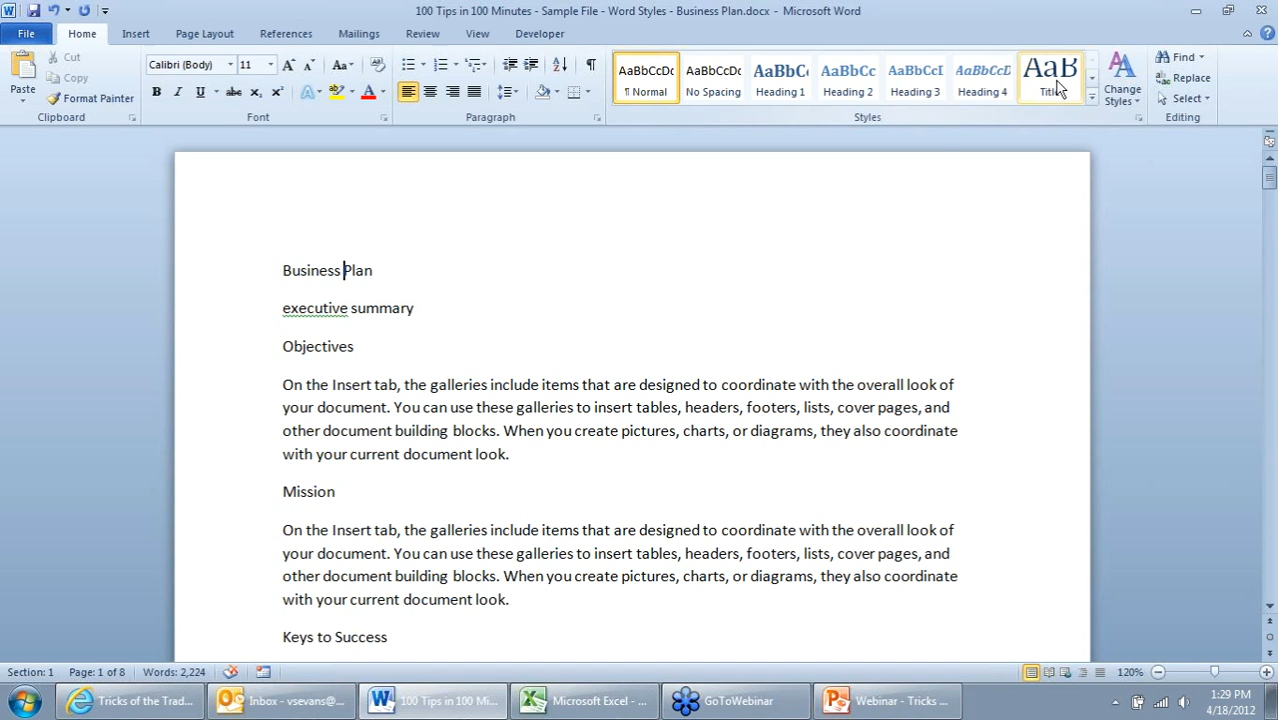 100 Tips in 100 Minutes - Sample File - Word Styles - Business Plan.docx - Microsoft Word
File Home Insert Page Layout References Mailings Review View Developer
Cut
Copy
Paste
Format Painter
Clipboard
Calibri (Body) 11
Font
Paragraph
AaBbCcDc AaBbCcDc AaBbC AaBbCc AaBbCcI AaBbCcD AaB
¶ Normal No Spacing Heading 1 Heading 2 Heading 3 Heading 4 Title
Change Styles
Styles
Find
Replace
Select
Editing
Business Plan
executive summary
Objectives
On the Insert tab, the galleries include items that are designed to coordinate with the overall look of
your document. You can use these galleries to insert tables, headers, footers, lists, cover pages, and
other document building blocks. When you create pictures, charts, or diagrams, they also coordinate
with your current document look.
Mission
On the Insert tab, the galleries include items that are designed to coordinate with the overall look of
your document. You can use these galleries to insert tables, headers, footers, lists, cover pages, and
other document building blocks. When you create pictures, charts, or diagrams, they also coordinate
with your current document look.
Keys to Success
Section: 1 Page: 1 of 8 Words: 2,224 120%
Tricks of the Trad... Inbox - vsevans@... 100 Tips in 100 Mi... Microsoft Excel - ... GoToWebinar Webinar - Tricks ...
1:29 PM
4/18/2012